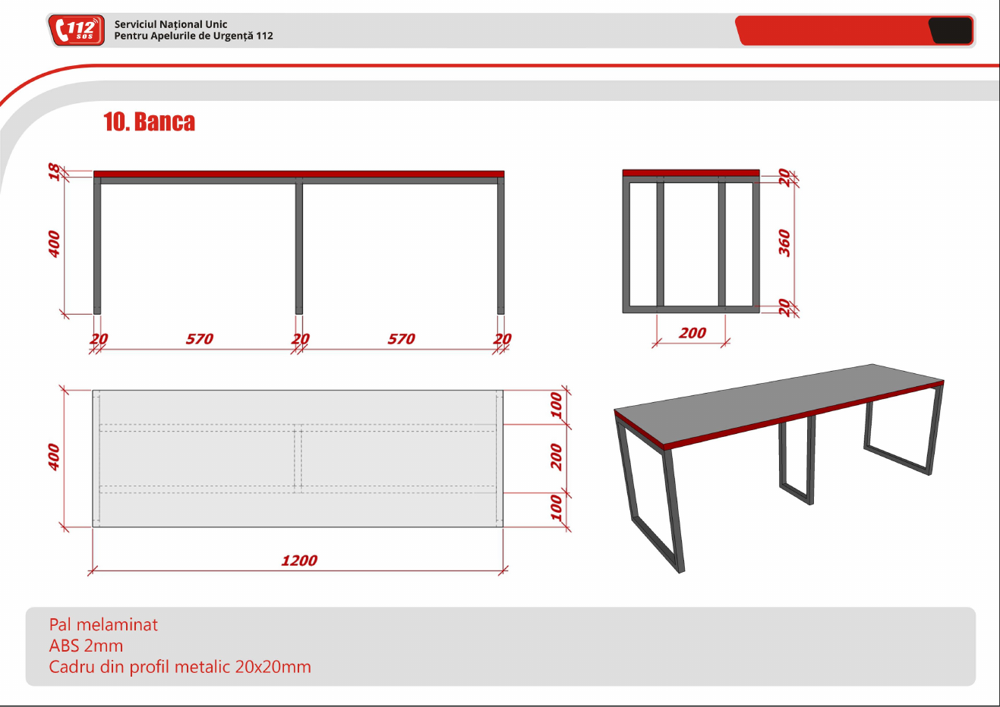 112
SOS
Serviciul Național Unic
Pentru Apelurile de Urgență 112
10. Banca
18
400
20
570
20
570
20
20
360
20
200
400
100
200
100
1200
Pal melaminat
ABS 2mm
Cadru din profil metalic 20x20mm